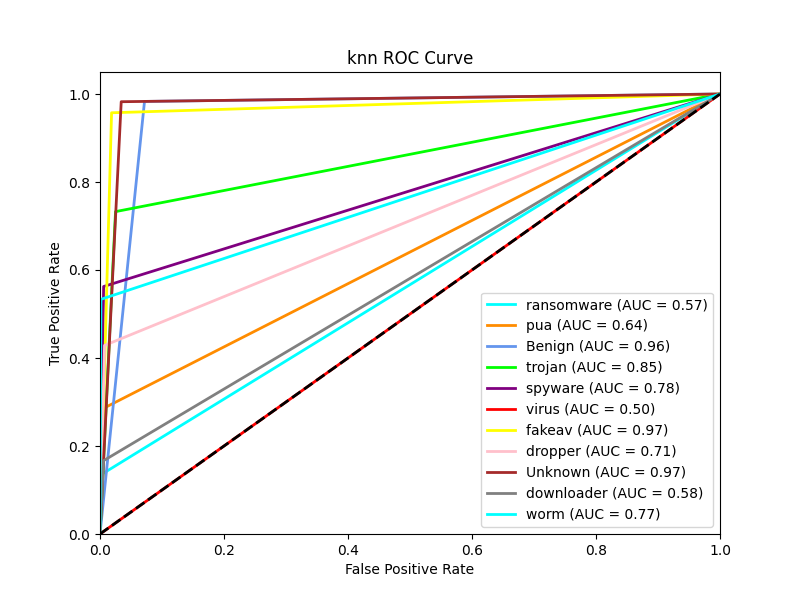 knn ROC Curve
True Positive Rate
1.0
0.8
0.6
0.4
0.2
0.0
ransomware (AUC = 0.57)
pua (AUC = 0.64)
Benign (AUC = 0.96)
trojan (AUC = 0.85)
spyware (AUC = 0.78)
virus (AUC = 0.50)
fakeav (AUC = 0.97)
dropper (AUC = 0.71)
Unknown (AUC = 0.97)
downloader (AUC = 0.58)
worm (AUC = 0.77)
0.0 0.2 0.4 0.6 0.8 1.0
False Positive Rate